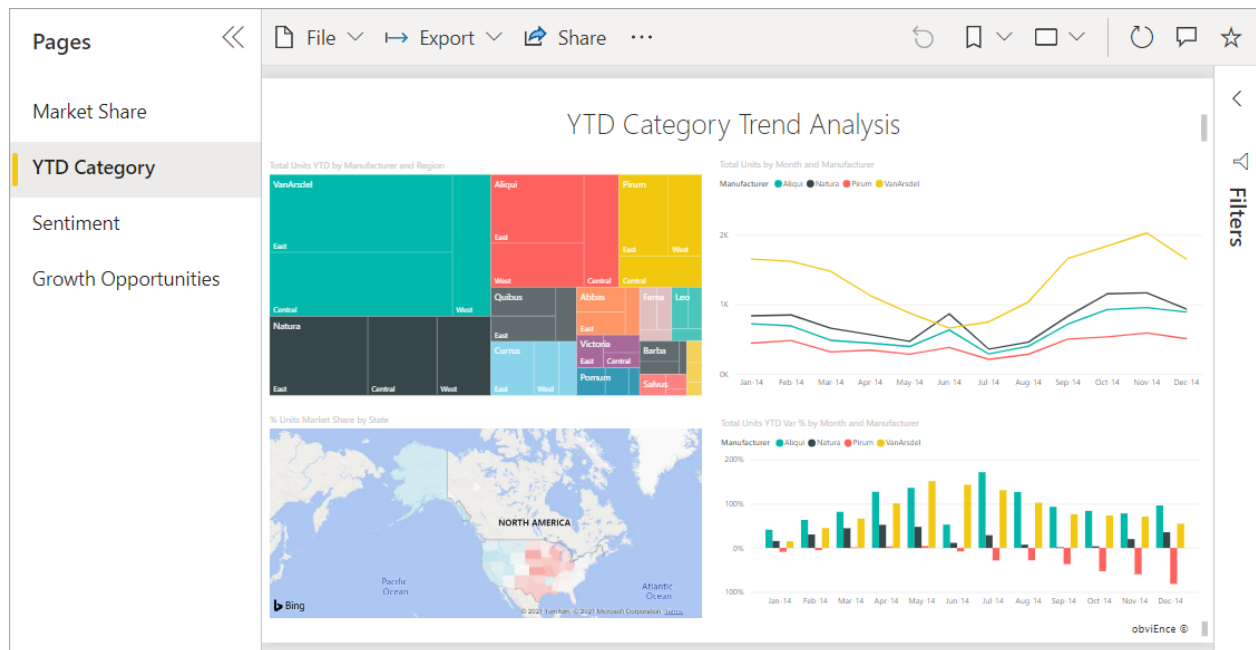 Pages
File
Export
Share
Market Share
YTD Category
Sentiment
Growth Opportunities
Filters
YTD Category Trend Analysis
Total Units YTD by Manufacturer and Region
VanArsdel
East
Central
West
Natura
East
Central
West
Aliqui
East
West
Central
Pirum
East
West
Central
Quibus
East
Currus
East
West
Abbas
East
Victoria
East
Central
Pomum
Fama
Leo
Barba
Salvus
Total Units by Month and Manufacturer
Manufacturer Aliqui Natura Pirum VanArsdel
2K
1K
0K
Jan-14 Feb-14 Mar-14 Apr-14 May-14 Jun-14 Jul-14 Aug-14 Sep-14 Oct-14 Nov-14 Dec-14
% Units Market Share by State
NORTH AMERICA
Pacific
Ocean
Atlantic
Ocean
Bing
© 2021 TomTom, © 2021 Microsoft Corporation Terms
Total Units YTD Var % by Month and Manufacturer
Manufacturer Aliqui Natura Pirum VanArsdel
200%
100%
0%
-100%
Jan-14 Feb-14 Mar-14 Apr-14 May-14 Jun-14 Jul-14 Aug-14 Sep-14 Oct-14 Nov-14 Dec-14
obviEnce ©